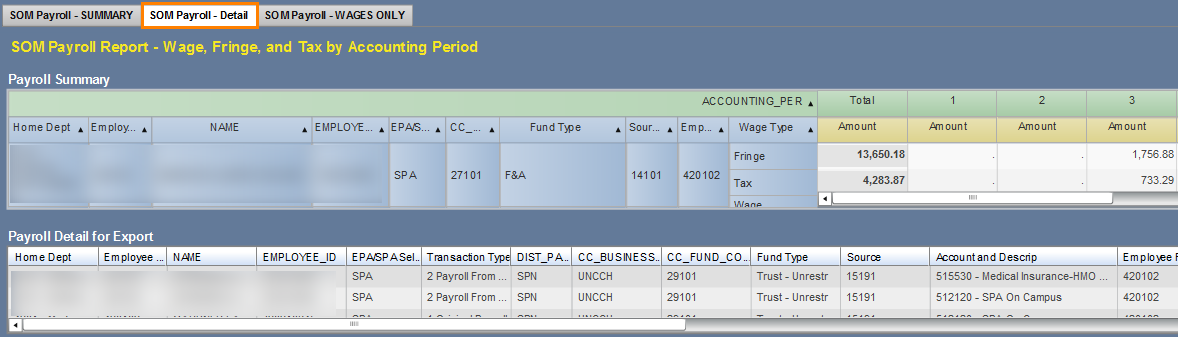 SOM Payroll - SUMMARY SOM Payroll - Detail SOM Payroll - WAGES ONLY
SOM Payroll Report - Wage, Fringe, and Tax by Accounting Period
Payroll Summary
ACCOUNTING_PER Total 1 2 3
Home Dept Employ... NAME EMPLOYE... EPA/S... CC_... Fund Type Sour... Emp... Wage Type Amount Amount Amount Amount
SPA 27101 F&A 14101 420102
Fringe 13,650.18 . . 1,756.88
Tax 4,283.87 . . 733.29
Wage
Payroll Detail for Export
Home Dept Employee ... NAME EMPLOYEE_ID EPA/SPA Sel... Transaction Type DIST_PA... CC_BUSINESS... CC_FUND_CO... Fund Type Source Account and Descrip Employee F
SPA 2 Payroll From ... SPN UNCCH 29101 Trust - Unrestr 15191 515530 - Medical Insurance-HMO ... 420102
SPA 2 Payroll From ... SPN UNCCH 29101 Trust - Unrestr 15191 512120 - SPA On Campus 420102